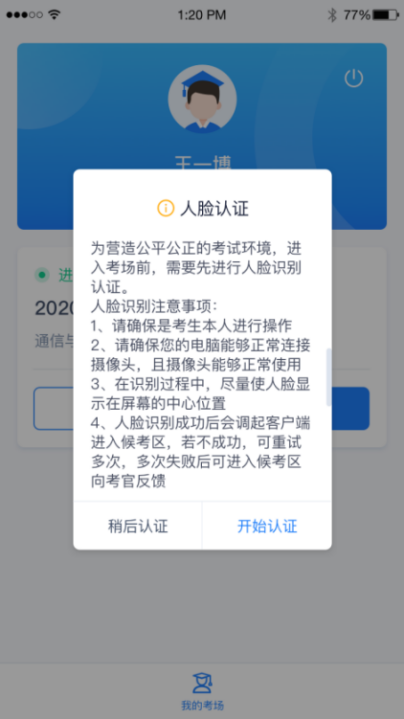 1:20 PM
77%
王一博
人脸认证
为营造公平公正的考试环境，进
入考场前，需要先进行人脸识别
认证。
人脸识别注意事项：
1、请确保是考生本人进行操作
2、请确保您的电脑能够正常连接
摄像头，且摄像头能够正常使用
3、在识别过程中，尽量使人脸显
示在屏幕的中心位置
4、人脸识别成功后会调起客户端
进入候考区，若不成功，可重试
多次，多次失败后可进入候考区
向考官反馈
进
202
通信与
稍后认证
开始认证
我的考场